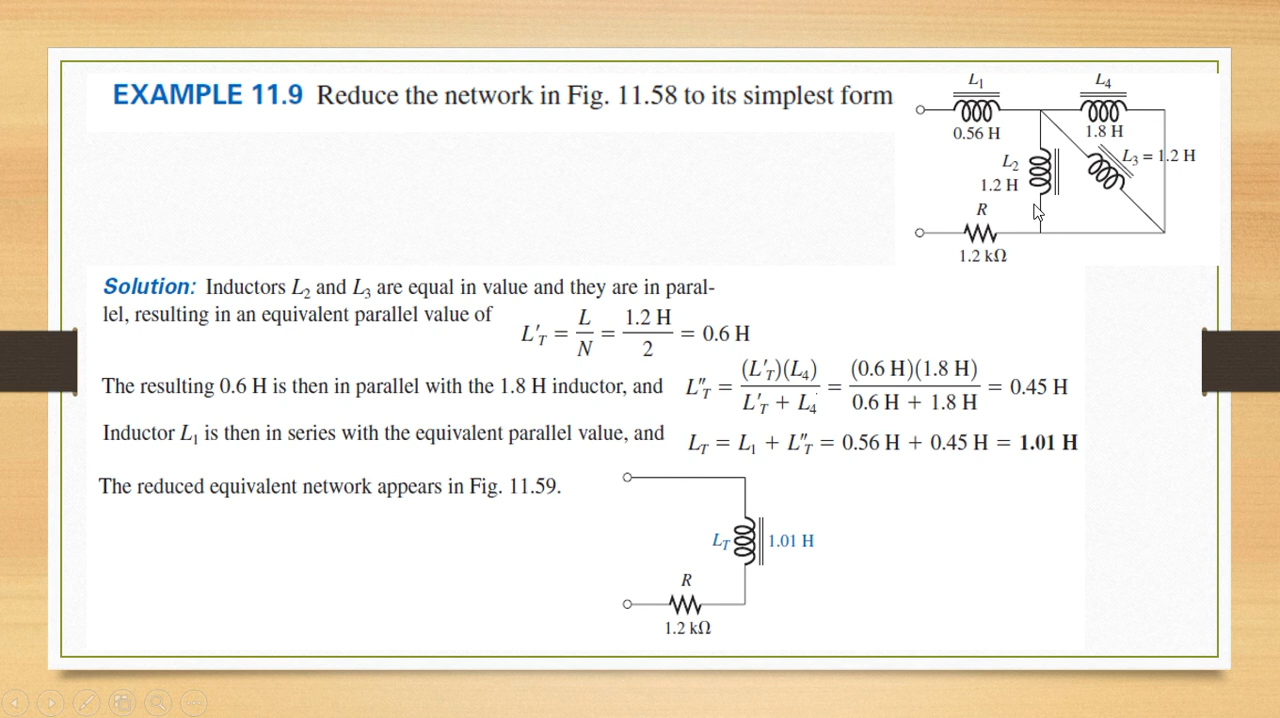 EXAMPLE 11.9 Reduce the network in Fig. 11.58 to its simplest form
L₁
L₄
0.56 H
1.8 H
L₃ = 1.2 H
L₂
1.2 H
R
1.2 kΩ
Solution: Inductors L₂ and L₃ are equal in value and they are in paral-
lel, resulting in an equivalent parallel value of
L′_T = L/N = 1.2 H/2 = 0.6 H
The resulting 0.6 H is then in parallel with the 1.8 H inductor, and
L″_T = (L′_T)(L₄)/(L′_T + L₄) = (0.6 H)(1.8 H)/(0.6 H + 1.8 H) = 0.45 H
Inductor L₁ is then in series with the equivalent parallel value, and
L_T = L₁ + L″_T = 0.56 H + 0.45 H = 1.01 H
The reduced equivalent network appears in Fig. 11.59.
L_T
1.01 H
R
1.2 kΩ